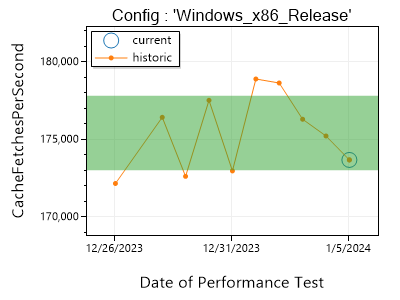 Config : 'Windows_x86_Release'
current
historic
CacheFetchesPerSecond
180,000
175,000
170,000
12/26/2023
12/31/2023
1/5/2024
Date of Performance Test